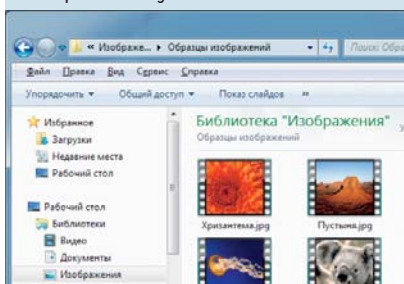 « Изображе... ▸ Образцы изображений
Поиск: Обра
Файл Правка Вид Сервис Справка
Упорядочить ▼ Общий доступ ▼ Показ слайдов »
Избранное
Загрузки
Недавние места
Рабочий стол
Рабочий стол
Библиотеки
Видео
Документы
Изображения
Библиотека "Изображения"
Образцы изображений
Хризантема.jpg
Пустыня.jpg